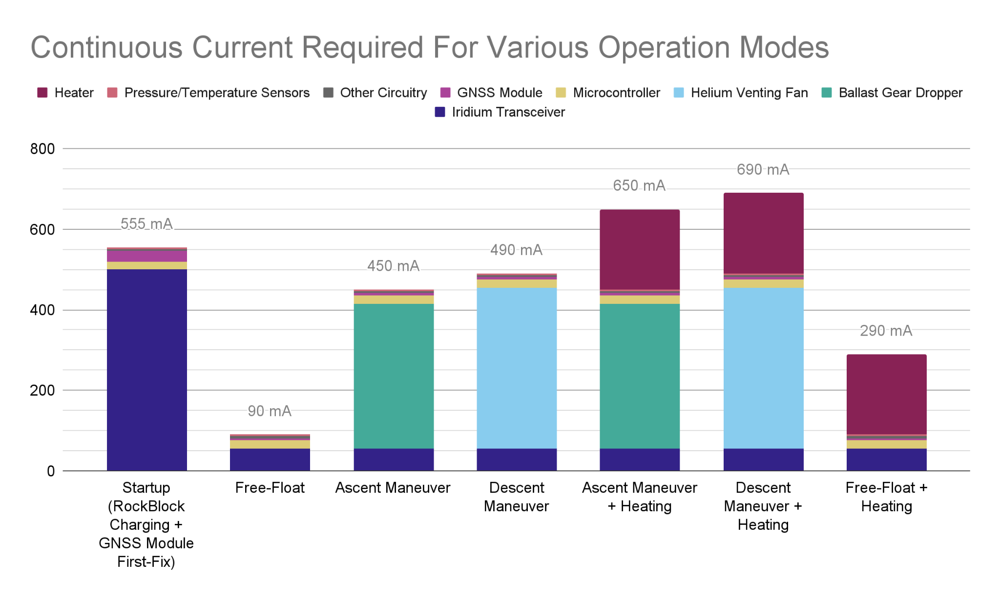 Continuous Current Required For Various Operation Modes
Heater Pressure/Temperature Sensors Other Circuitry GNSS Module Microcontroller Helium Venting Fan Ballast Gear Dropper
Iridium Transceiver
800
600
400
200
0
555 mA
90 mA
450 mA
490 mA
650 mA
690 mA
290 mA
Startup
(RockBlock
Charging +
GNSS Module
First-Fix)
Free-Float
Ascent Maneuver
Descent
Maneuver
Ascent Maneuver
+ Heating
Descent
Maneuver +
Heating
Free-Float +
Heating